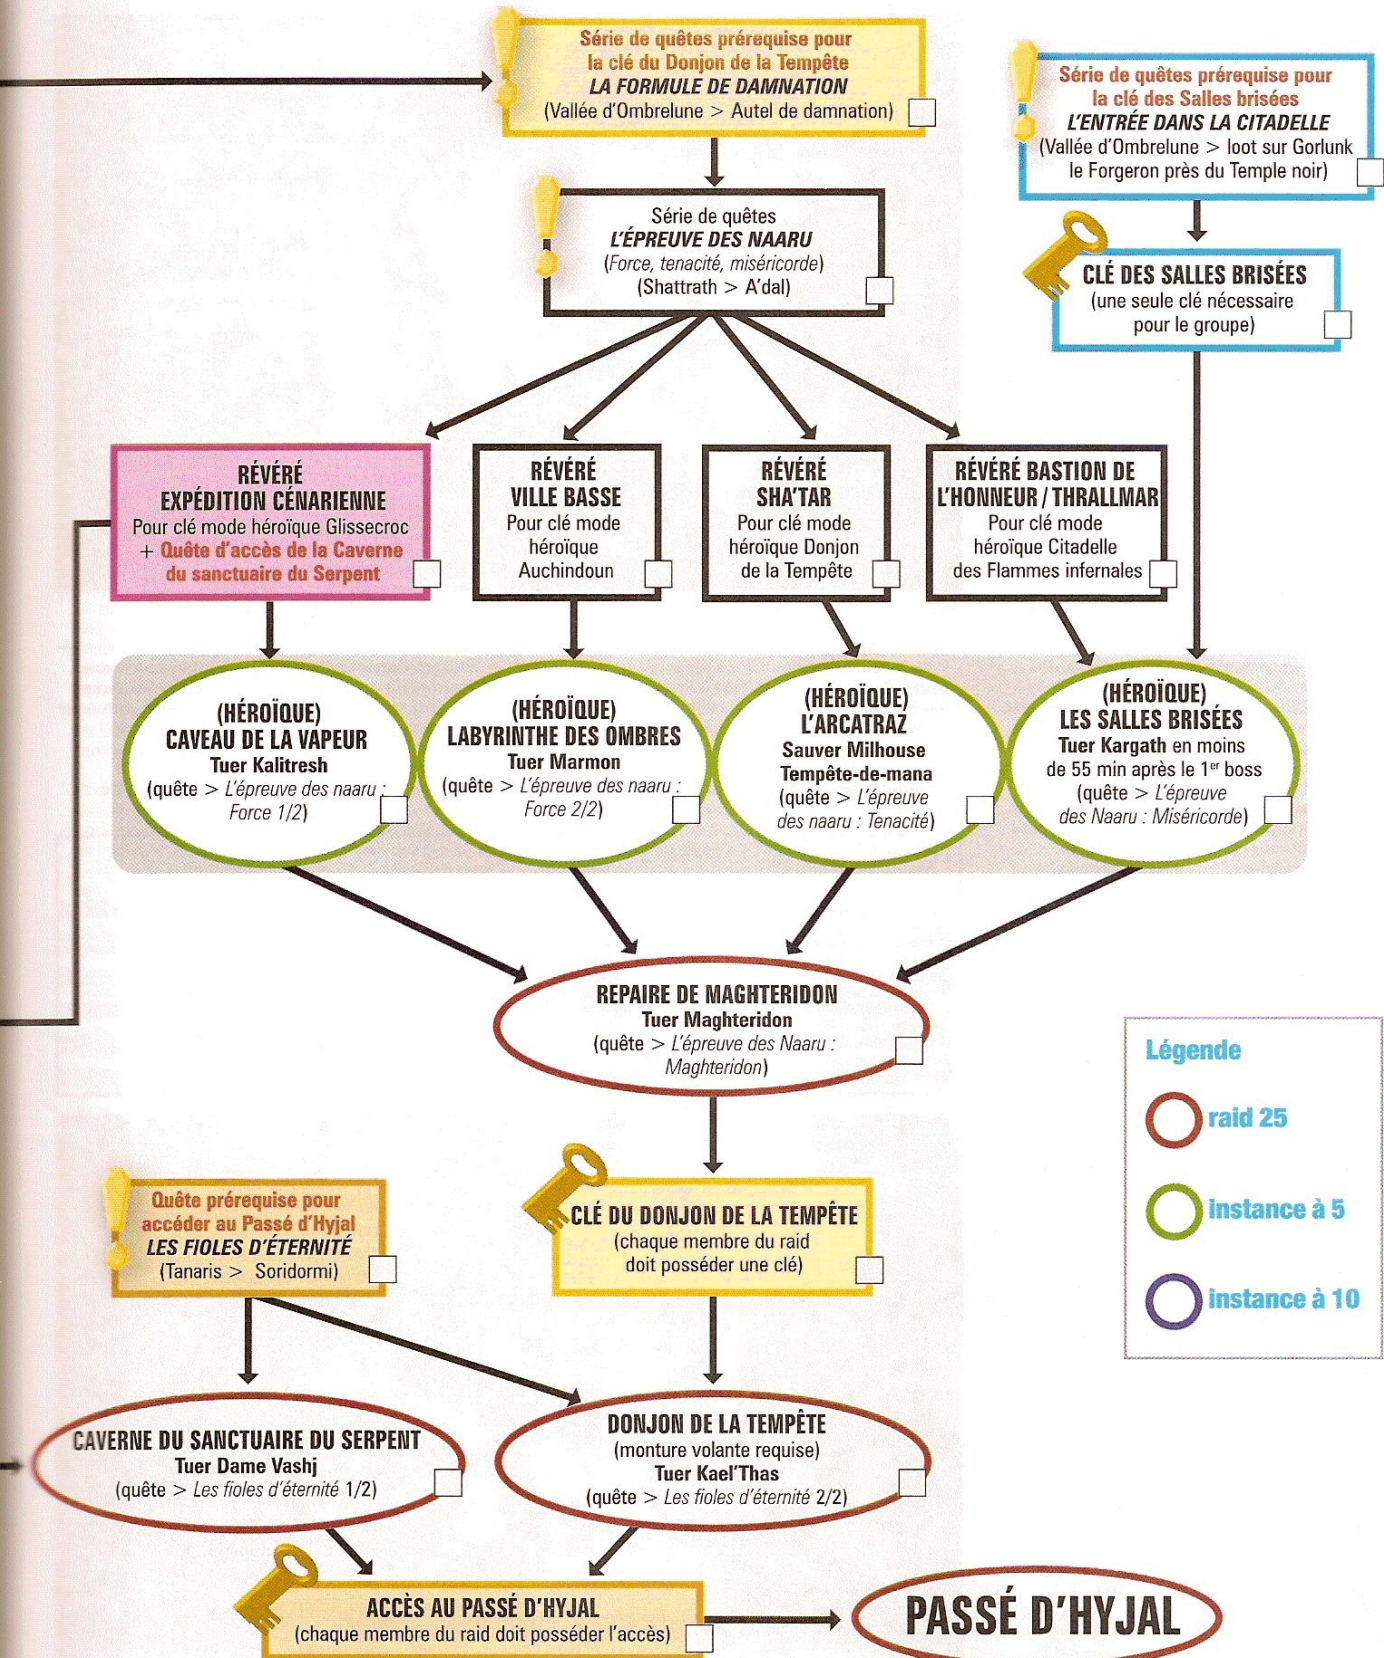 Série de quêtes prérequise pour
la clé du Donjon de la Tempête
LA FORMULE DE DAMNATION
(Vallée d'Ombrelune > Autel de damnation)
Série de quêtes prérequise pour
la clé des Salles brisées
L'ENTRÉE DANS LA CITADELLE
(Vallée d'Ombrelune > loot sur Gorlunk
le Forgeron près du Temple noir)
Série de quêtes
L'ÉPREUVE DES NAARU
(Force, tenacité, miséricorde)
(Shattrath > A'dal)
CLÉ DES SALLES BRISÉES
(une seule clé nécessaire
pour le groupe)
RÉVÉRÉ
EXPÉDITION CÉNARIENNE
Pour clé mode héroïque Glissecroc
+ Quête d'accès de la Caverne
du sanctuaire du Serpent
RÉVÉRÉ
VILLE BASSE
Pour clé mode
héroïque
Auchindoun
RÉVÉRÉ
SHA'TAR
Pour clé mode
héroïque Donjon
de la Tempête
RÉVÉRÉ BASTION DE
L'HONNEUR / THRALLMAR
Pour clé mode
héroïque Citadelle
des Flammes infernales
(HÉROÏQUE)
CAVEAU DE LA VAPEUR
Tuer Kalitresh
(quête > L'épreuve des naaru :
Force 1/2)
(HÉROÏQUE)
LABYRINTHE DES OMBRES
Tuer Marmon
(quête > L'épreuve des naaru :
Force 2/2)
(HÉROÏQUE)
L'ARCATRAZ
Sauver Milhouse
Tempête-de-mana
(quête > L'épreuve
des naaru : Tenacité)
(HÉROÏQUE)
LES SALLES BRISÉES
Tuer Kargath en moins
de 55 min après le 1er boss
(quête > L'épreuve
des Naaru : Miséricorde)
REPAIRE DE MAGHTERIDON
Tuer Maghteridon
(quête > L'épreuve des Naaru :
Maghteridon)
Légende
raid 25
instance à 5
instance à 10
Quête prérequise pour
accéder au Passé d'Hyjal
LES FIOLES D'ÉTERNITÉ
(Tanaris > Soridormi)
CLÉ DU DONJON DE LA TEMPÊTE
(chaque membre du raid
doit posséder une clé)
CAVERNE DU SANCTUAIRE DU SERPENT
Tuer Dame Vashj
(quête > Les fioles d'éternité 1/2)
DONJON DE LA TEMPÊTE
(monture volante requise)
Tuer Kael'Thas
(quête > Les fioles d'éternité 2/2)
ACCÈS AU PASSÉ D'HYJAL
(chaque membre du raid doit posséder l'accès)
PASSÉ D'HYJAL